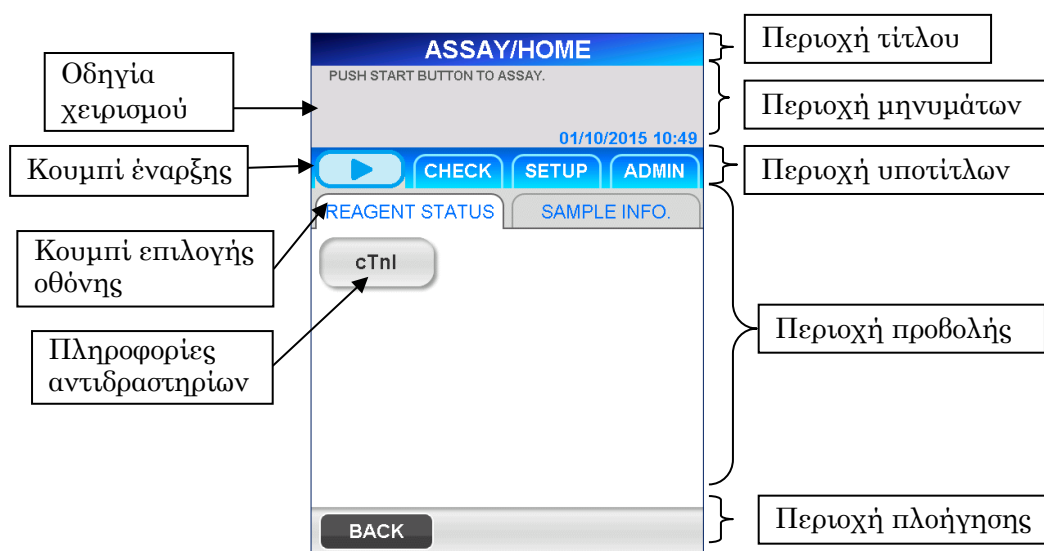 Οδηγία
χειρισμού
Κουμπί έναρξης
Κουμπί επιλογής
οθόνης
Πληροφορίες
αντιδραστηρίων
ASSAY/HOME
PUSH START BUTTON TO ASSAY.
01/10/2015 10:49
CHECK SETUP ADMIN
REAGENT STATUS SAMPLE INFO.
cTnI
BACK
Περιοχή τίτλου
Περιοχή μηνυμάτων
Περιοχή υποτίτλων
Περιοχή προβολής
Περιοχή πλοήγησης